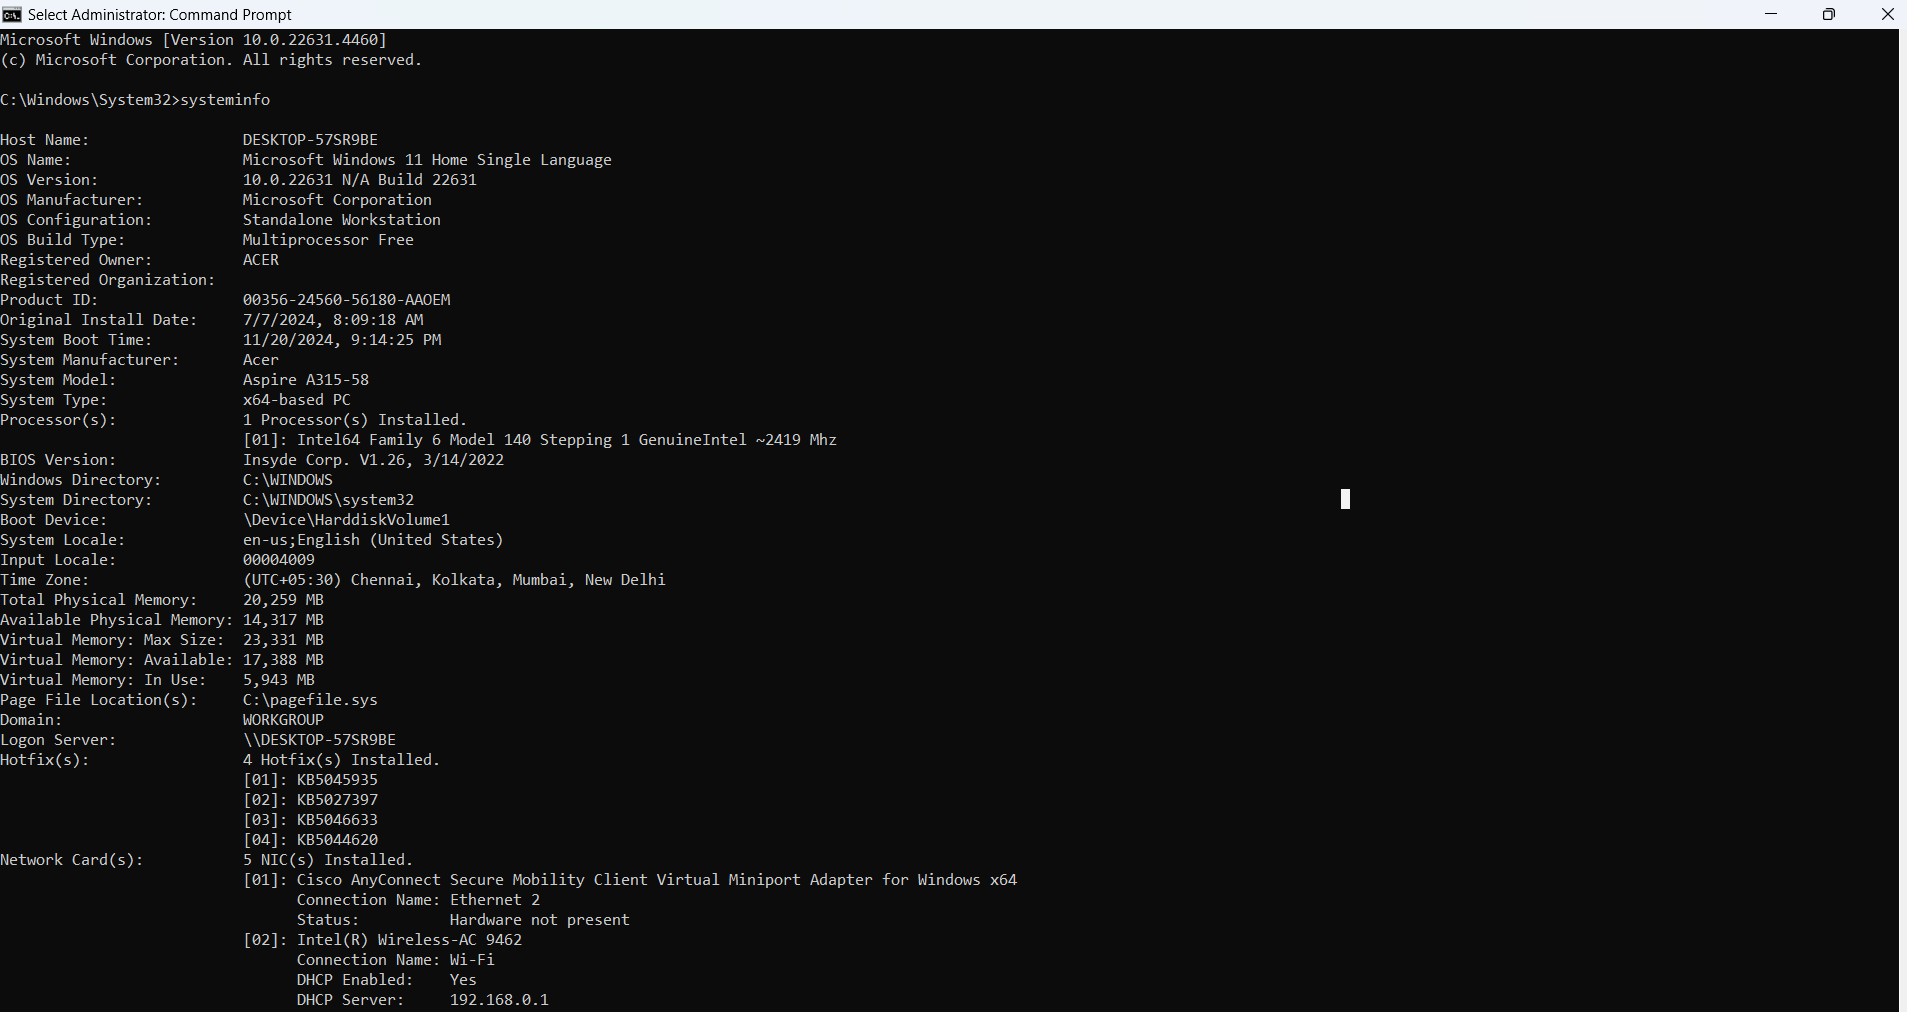 Select Administrator: Command Prompt
Microsoft Windows [Version 10.0.22631.4460]
(c) Microsoft Corporation. All rights reserved.
C:\Windows\System32>systeminfo
Host Name: DESKTOP-57SR9BE
OS Name: Microsoft Windows 11 Home Single Language
OS Version: 10.0.22631 N/A Build 22631
OS Manufacturer: Microsoft Corporation
OS Configuration: Standalone Workstation
OS Build Type: Multiprocessor Free
Registered Owner: ACER
Registered Organization:
Product ID: 00356-24560-56180-AAOEM
Original Install Date: 7/7/2024, 8:09:18 AM
System Boot Time: 11/20/2024, 9:14:25 PM
System Manufacturer: Acer
System Model: Aspire A315-58
System Type: x64-based PC
Processor(s): 1 Processor(s) Installed.
[01]: Intel64 Family 6 Model 140 Stepping 1 GenuineIntel ~2419 Mhz
BIOS Version: Insyde Corp. V1.26, 3/14/2022
Windows Directory: C:\WINDOWS
System Directory: C:\WINDOWS\system32
Boot Device: \Device\HarddiskVolume1
System Locale: en-us;English (United States)
Input Locale: 00004009
Time Zone: (UTC+05:30) Chennai, Kolkata, Mumbai, New Delhi
Total Physical Memory: 20,259 MB
Available Physical Memory: 14,317 MB
Virtual Memory: Max Size: 23,331 MB
Virtual Memory: Available: 17,388 MB
Virtual Memory: In Use: 5,943 MB
Page File Location(s): C:\pagefile.sys
Domain: WORKGROUP
Logon Server: \\DESKTOP-57SR9BE
Hotfix(s): 4 Hotfix(s) Installed.
[01]: KB5045935
[02]: KB5027397
[03]: KB5046633
[04]: KB5044620
Network Card(s): 5 NIC(s) Installed.
[01]: Cisco AnyConnect Secure Mobility Client Virtual Miniport Adapter for Windows x64
Connection Name: Ethernet 2
Status: Hardware not present
[02]: Intel(R) Wireless-AC 9462
Connection Name: Wi-Fi
DHCP Enabled: Yes
DHCP Server: 192.168.0.1